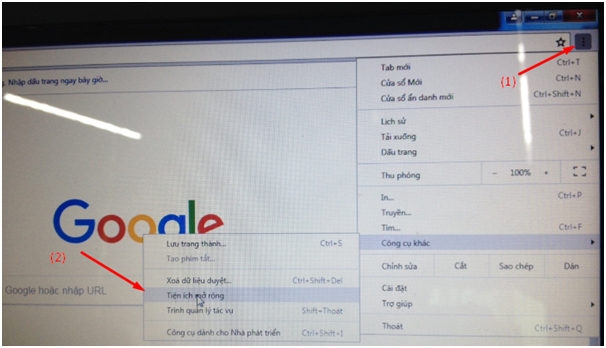 (1)
Nhập dấu trang ngay bây giờ...
Tab mới Ctrl+T
Cửa sổ Mới Ctrl+N
Cửa sổ ẩn danh mới Ctrl+Shift+N
Lịch sử
Tải xuống Ctrl+J
Dấu trang
Thu phóng - 100% +
In... Ctrl+P
Truyền...
Tìm... Ctrl+F
Công cụ khác
Chỉnh sửa Cắt Sao chép Dán
Cài đặt
Trợ giúp
Thoát Ctrl+Shift+Q
Google
(2)
Lưu trang thành... Ctrl+S
Tạo phím tắt...
Xoá dữ liệu duyệt... Ctrl+Shift+Del
Tiện ích mở rộng
Trình quản lý tác vụ Shift+Thoát
Công cụ dành cho Nhà phát triển Ctrl+Shift+I
Google hoặc nhập URL